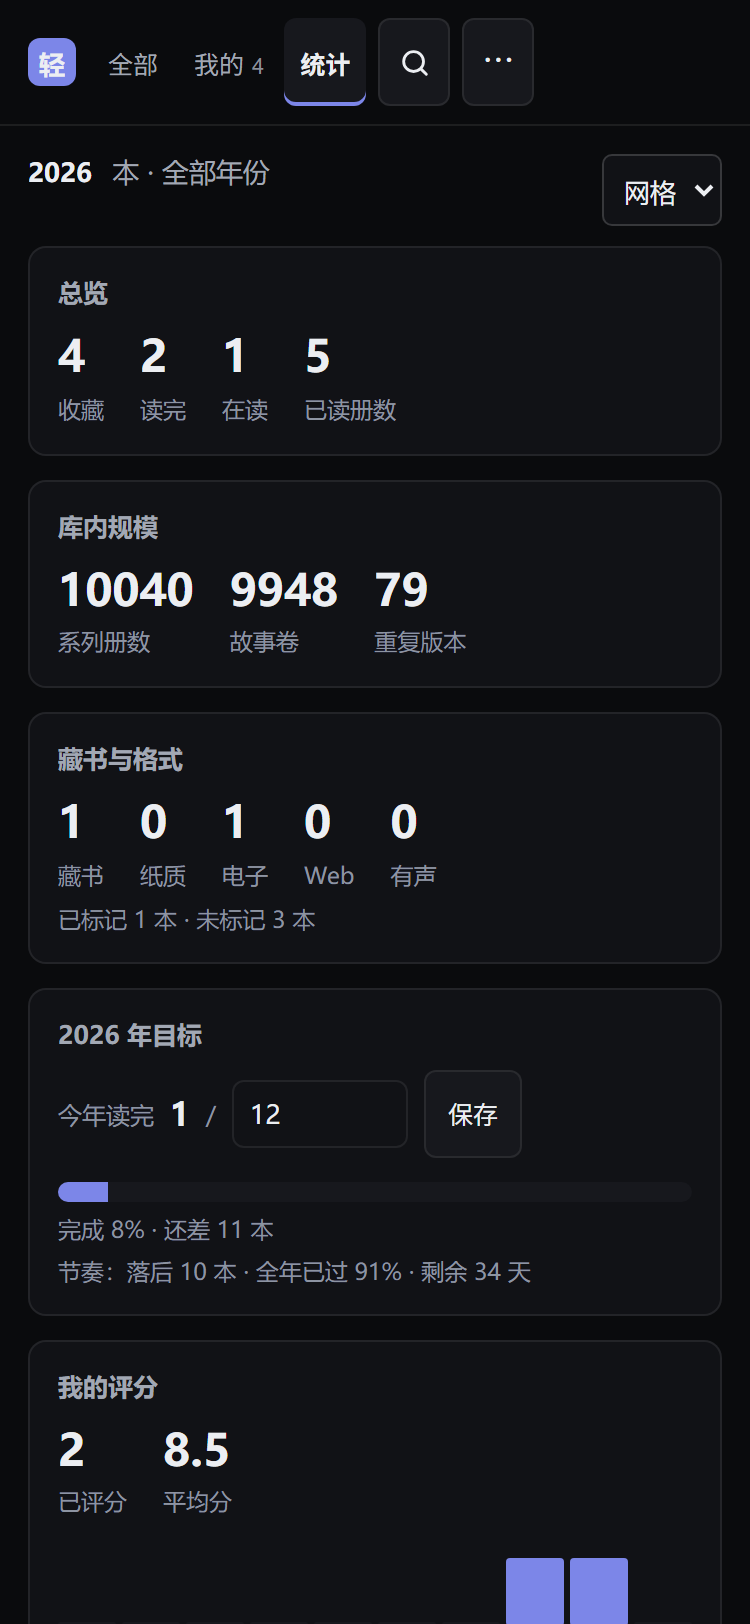 轻 全部 我的 4 统计 ···
2026 本 · 全部年份 网格
总览
4 2 1 5
收藏 读完 在读 已读册数
库内规模
10040 9948 79
系列册数 故事卷 重复版本
藏书与格式
1 0 1 0 0
藏书 纸质 电子 Web 有声
已标记 1 本 · 未标记 3 本
2026 年目标
今年读完 1 / 12 保存
完成 8% · 还差 11 本
节奏：落后 10 本 · 全年已过 91% · 剩余 34 天
我的评分
2 8.5
已评分 平均分